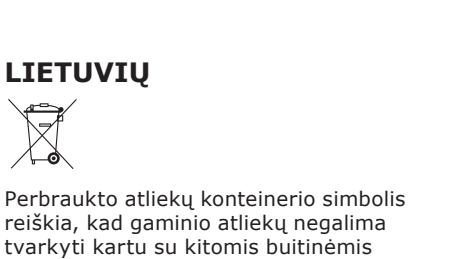 LIETUVIŲ
Perbraukto atliekų konteinerio simbolis
reiškia, kad gaminio atliekų negalima
tvarkyti kartu su kitomis buitinėmis